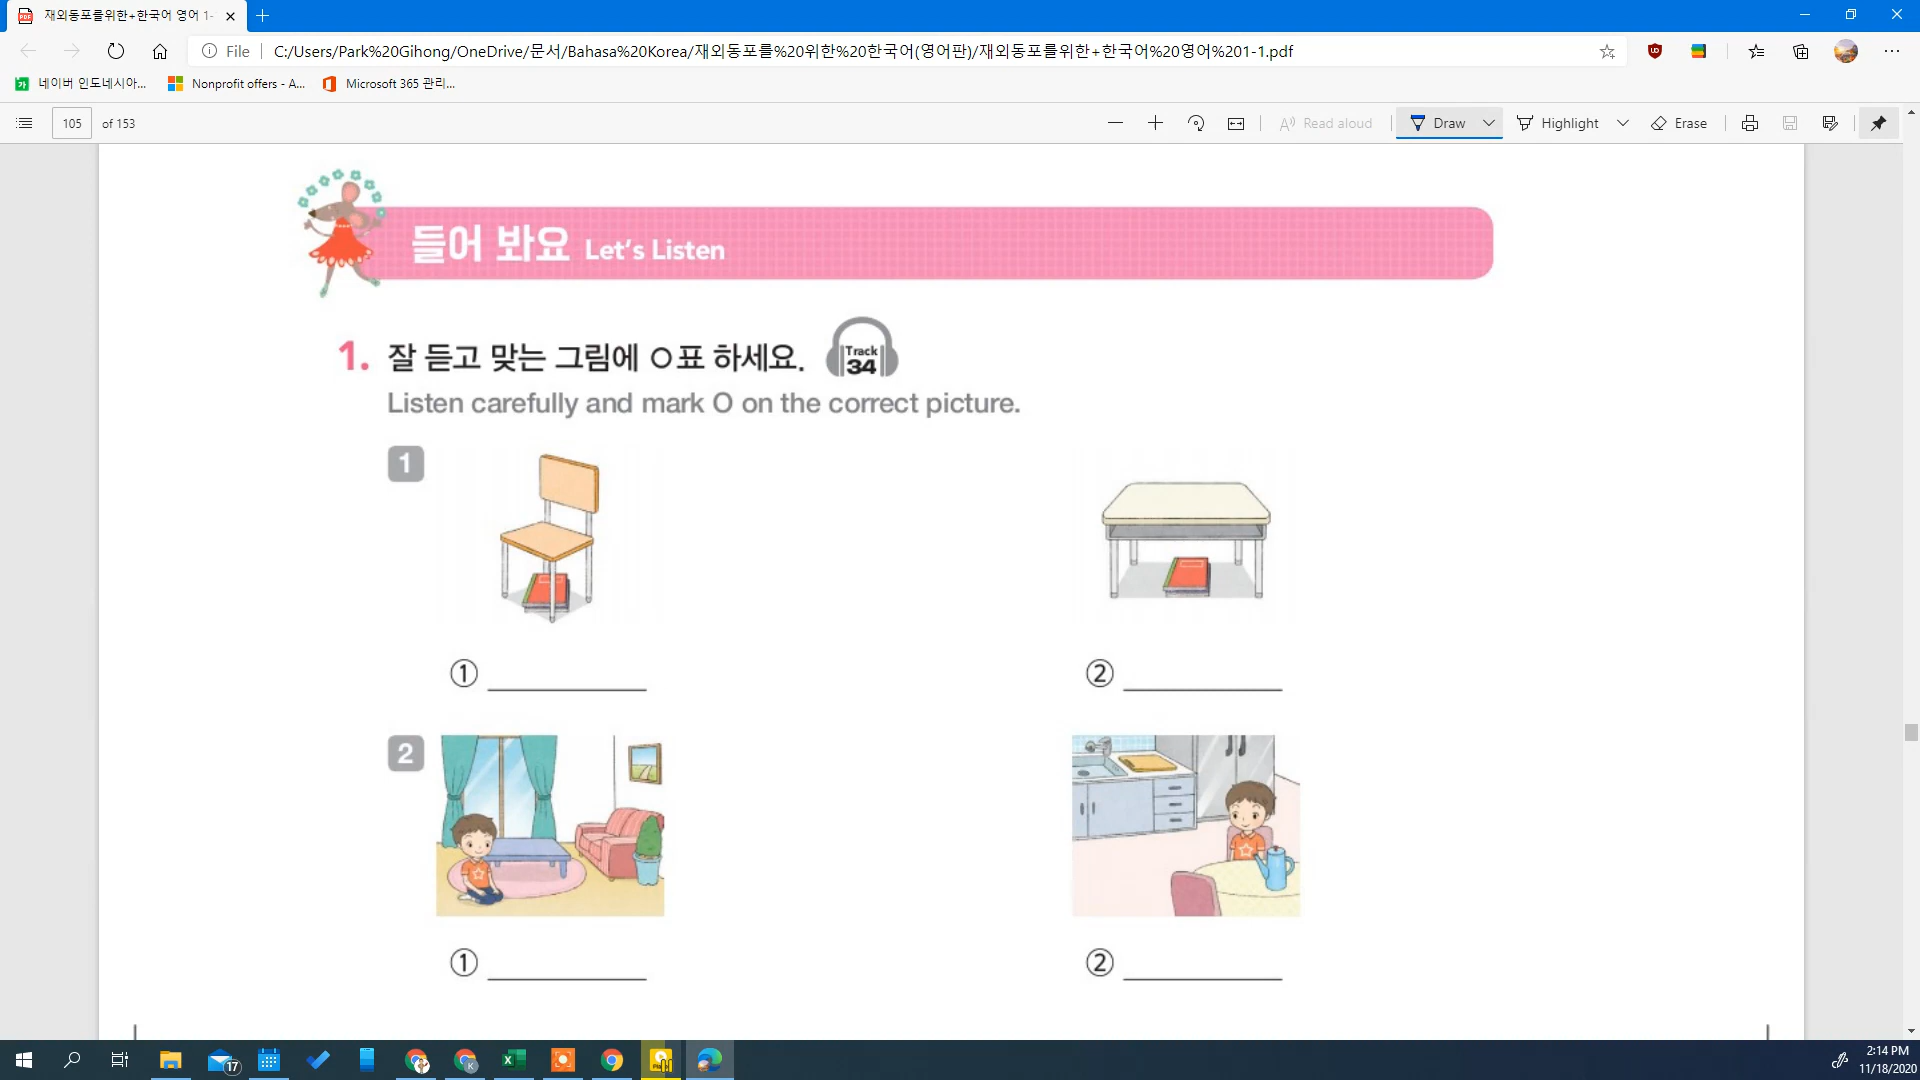 재외동포를위한+한국어 영어 1-
File
C:/Users/Park%20Gihong/OneDrive/문서/Bahasa%20Korea/재외동포를%20위한%20한국어(영어판)/재외동포를위한+한국어%20영어%201-1.pdf
네이버 인도네시아... Nonprofit offers - A... Microsoft 365 관리...
105 of 153 Read aloud Draw Highlight Erase
들어 봐요 Let's Listen
1. 잘 듣고 맞는 그림에 ㅇ표 하세요. Track 34
Listen carefully and mark O on the correct picture.
1
① ____________ ② ____________
2
① ____________ ② ____________
17
2:14 PM
11/18/2020